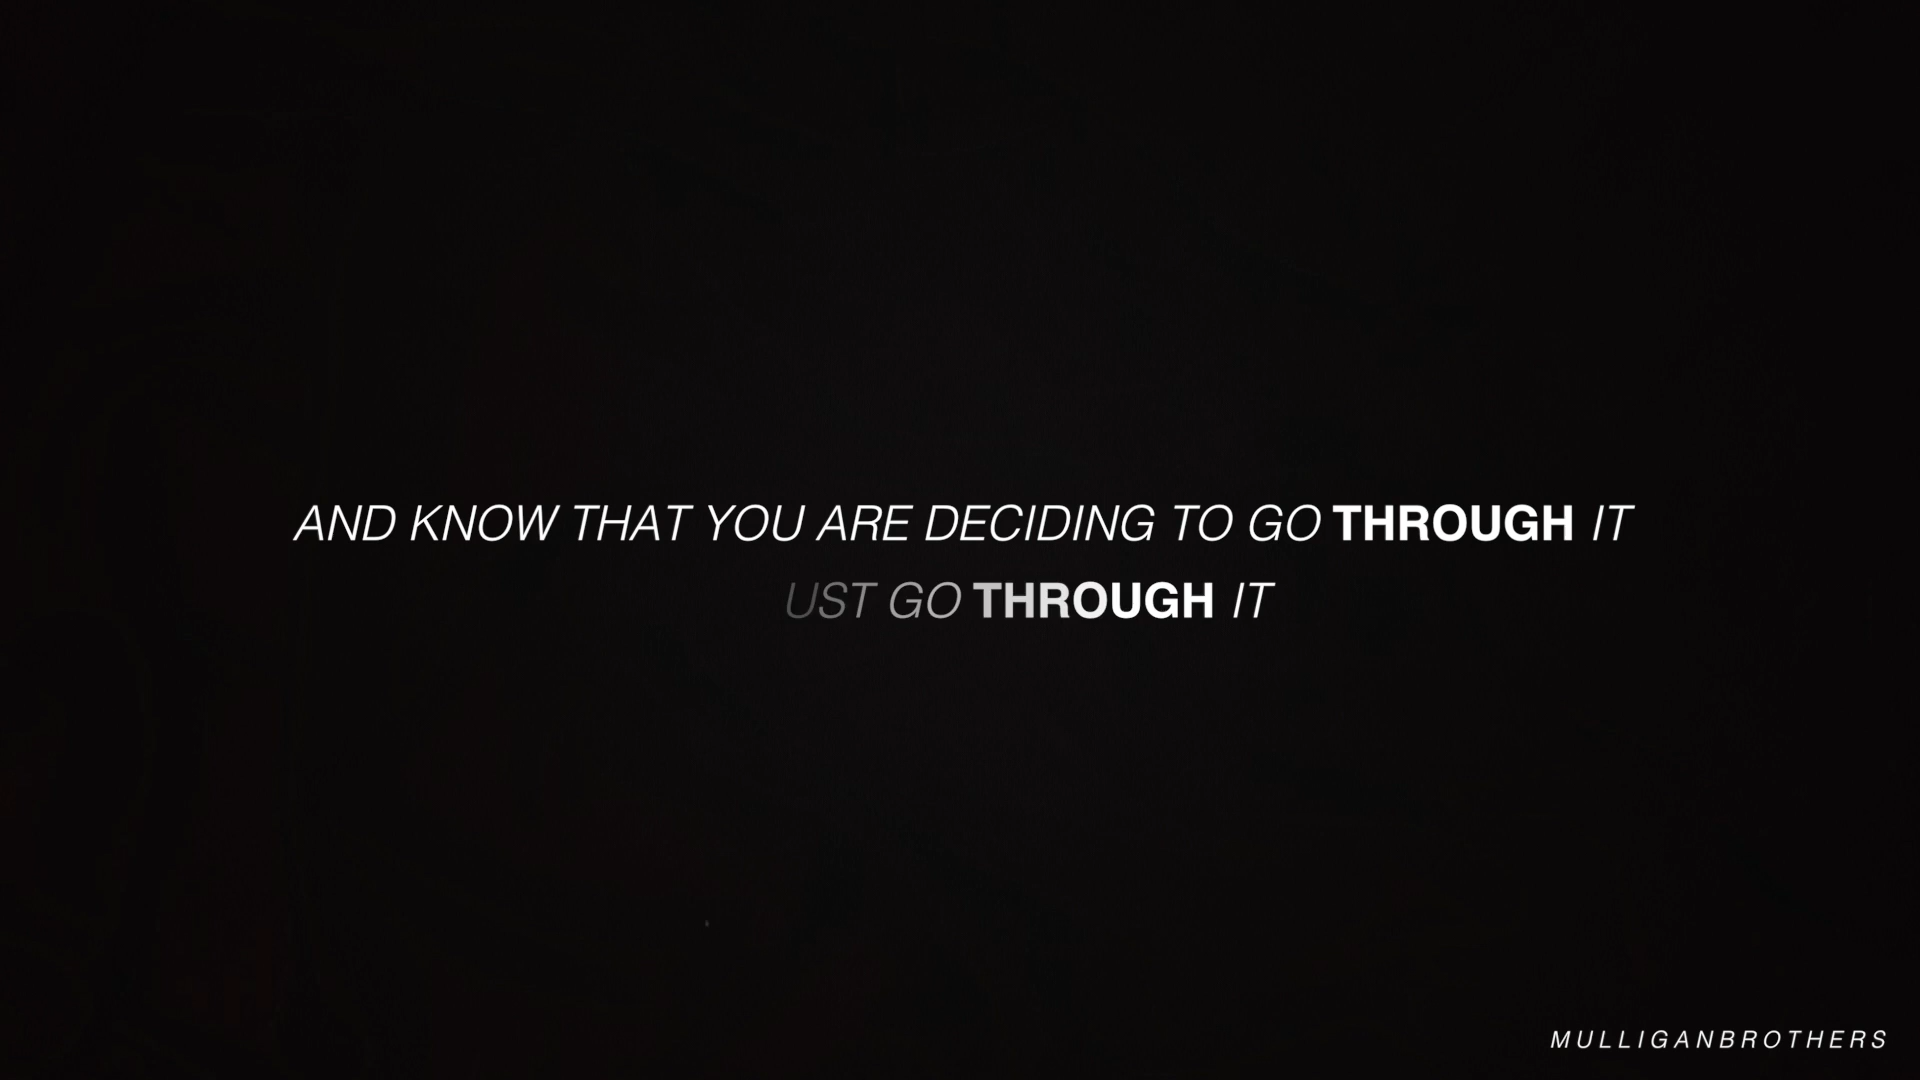 AND KNOW THAT YOU ARE DECIDING TO GO THROUGH IT
UST GO THROUGH IT
MULLIGANBROTHERS